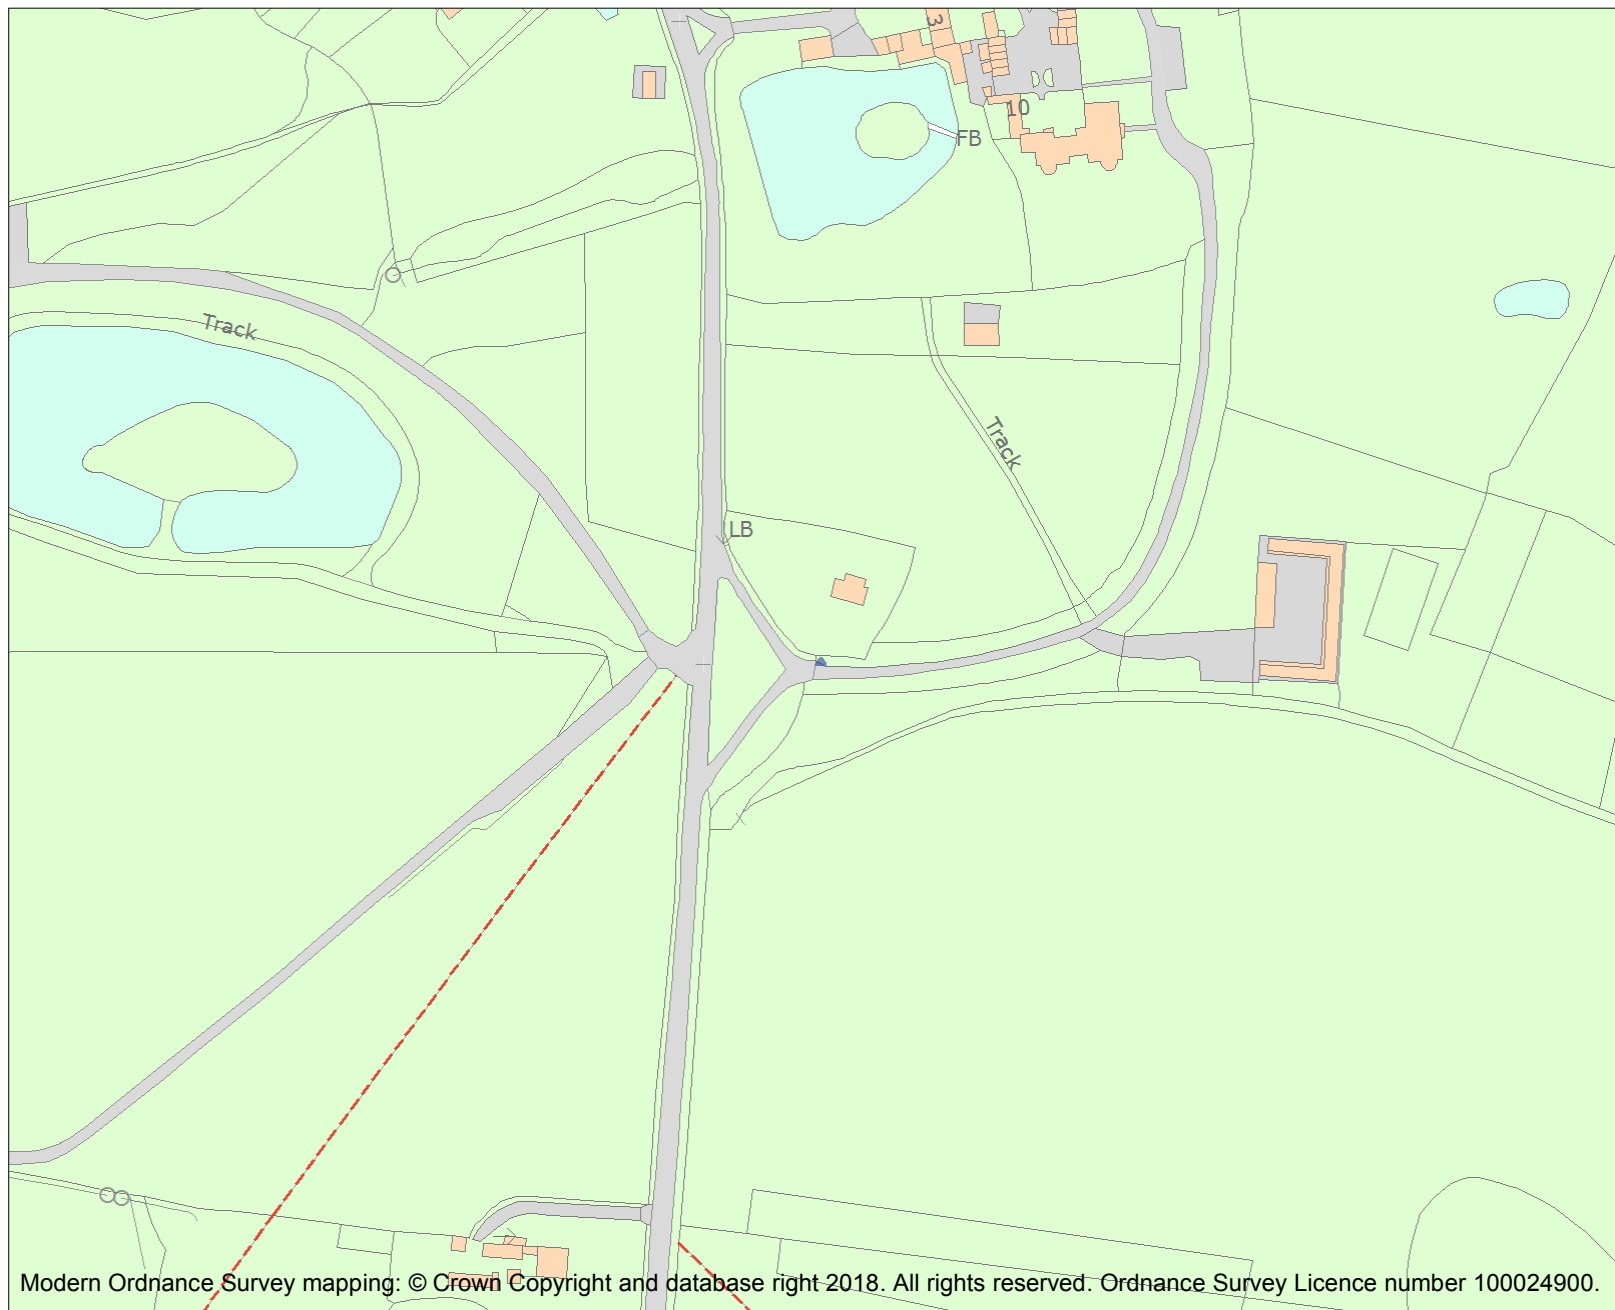 3
10
FB
Track
Track
LB
Modern Ordnance Survey mapping: © Crown Copyright and database right 2018. All rights reserved. Ordnance Survey Licence number 100024900.